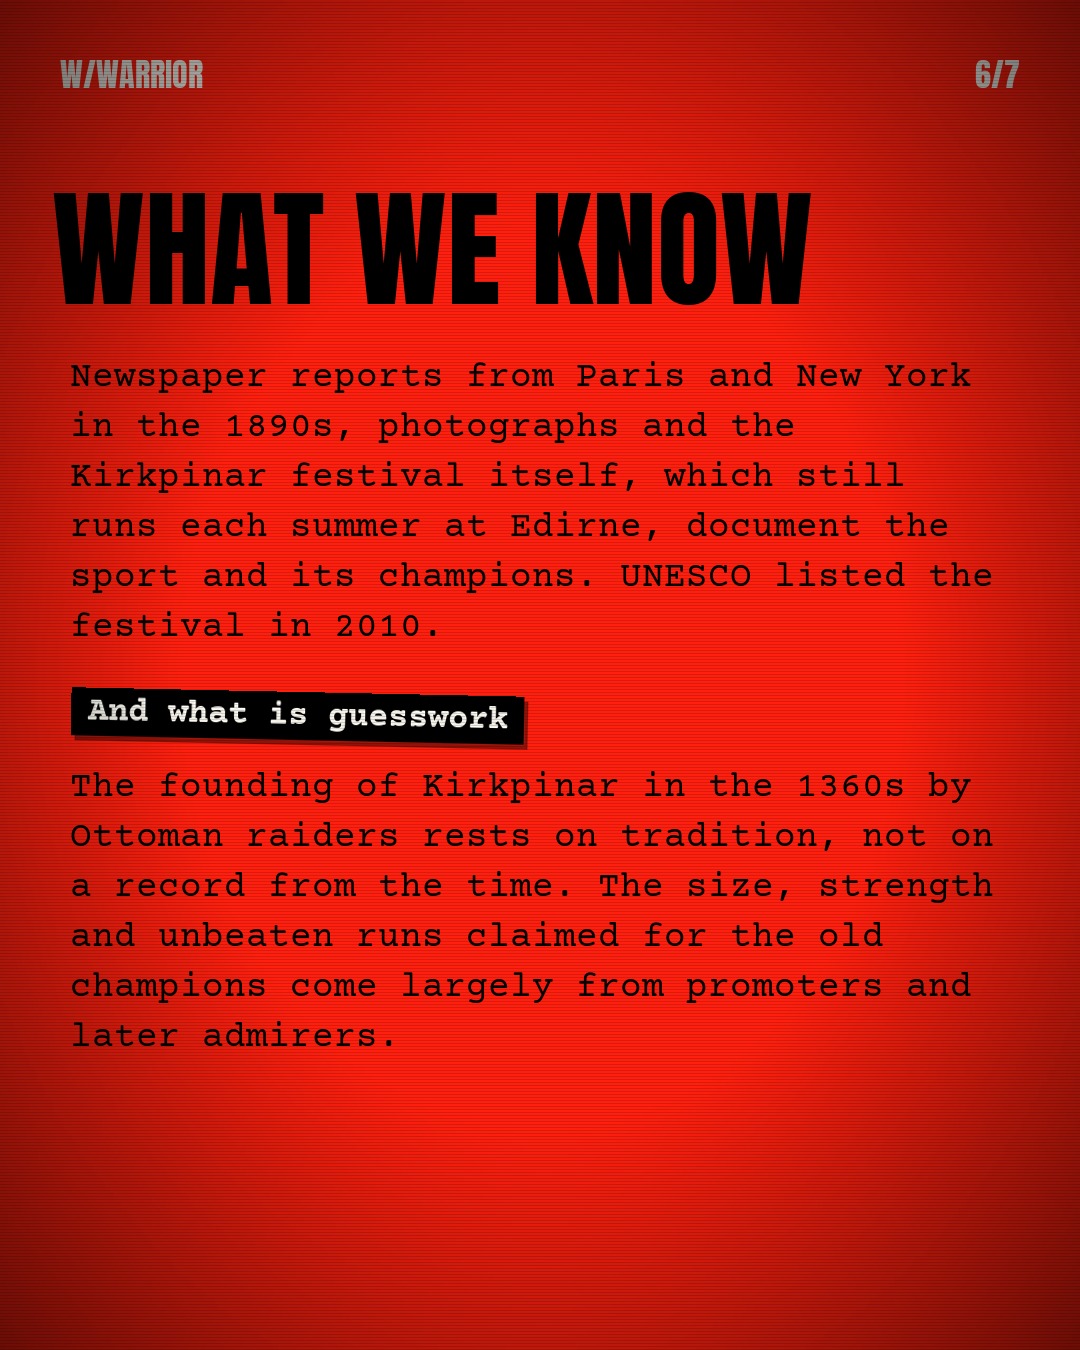 W/WARRIOR
6/7
WHAT WE KNOW
Newspaper reports from Paris and New York
in the 1890s, photographs and the
Kirkpinar festival itself, which still
runs each summer at Edirne, document the
sport and its champions. UNESCO listed the
festival in 2010.
And what is guesswork
The founding of Kirkpinar in the 1360s by
Ottoman raiders rests on tradition, not on
a record from the time. The size, strength
and unbeaten runs claimed for the old
champions come largely from promoters and
later admirers.